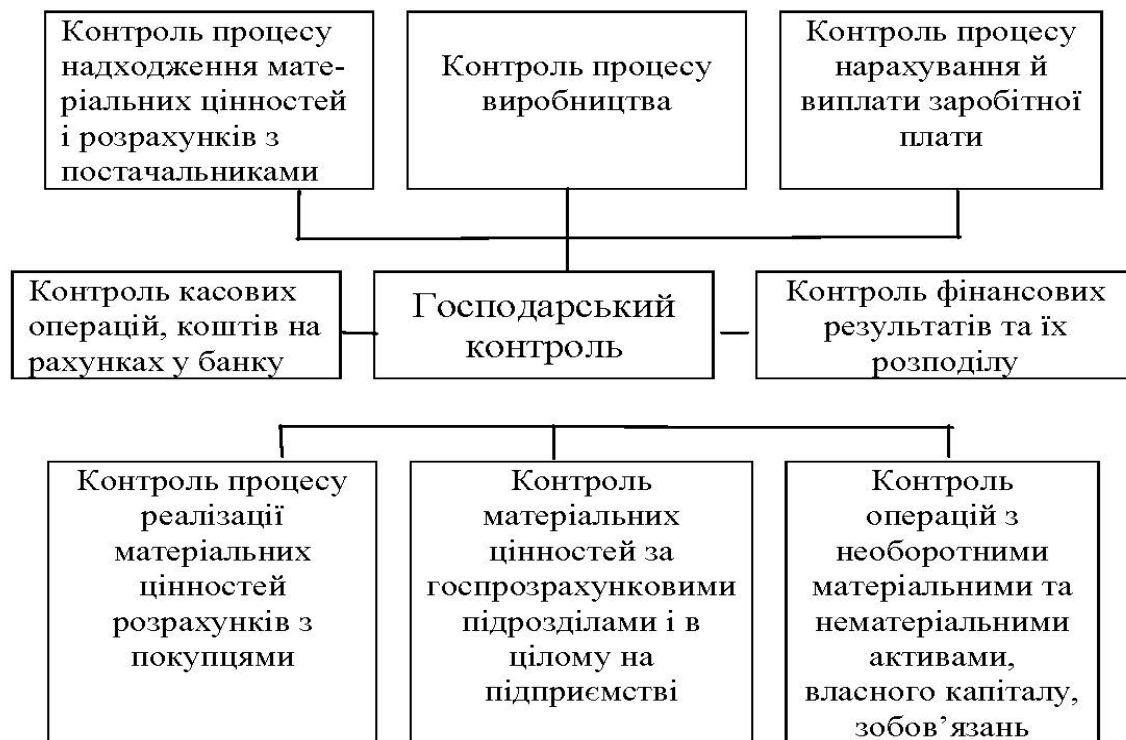 Контроль процесу
надходження мате-
ріальних цінностей
і розрахунків з
постачальниками
Контроль процесу
виробництва
Контроль процесу
нарахування й
виплати заробітної
плати
Контроль касових
операцій, коштів на
рахунках у банку
Господарський
контроль
Контроль фінансових
результатів та їх
розподілу
Контроль процесу
реалізації
матеріальних
цінностей
розрахунків з
покупцями
Контроль
матеріальних
цінностей за
госпрозрахунковими
підрозділами і в
цілому на
підприємстві
Контроль
операцій з
необоротними
матеріальними та
нематеріальними
активами,
власного капіталу,
зобов’язань